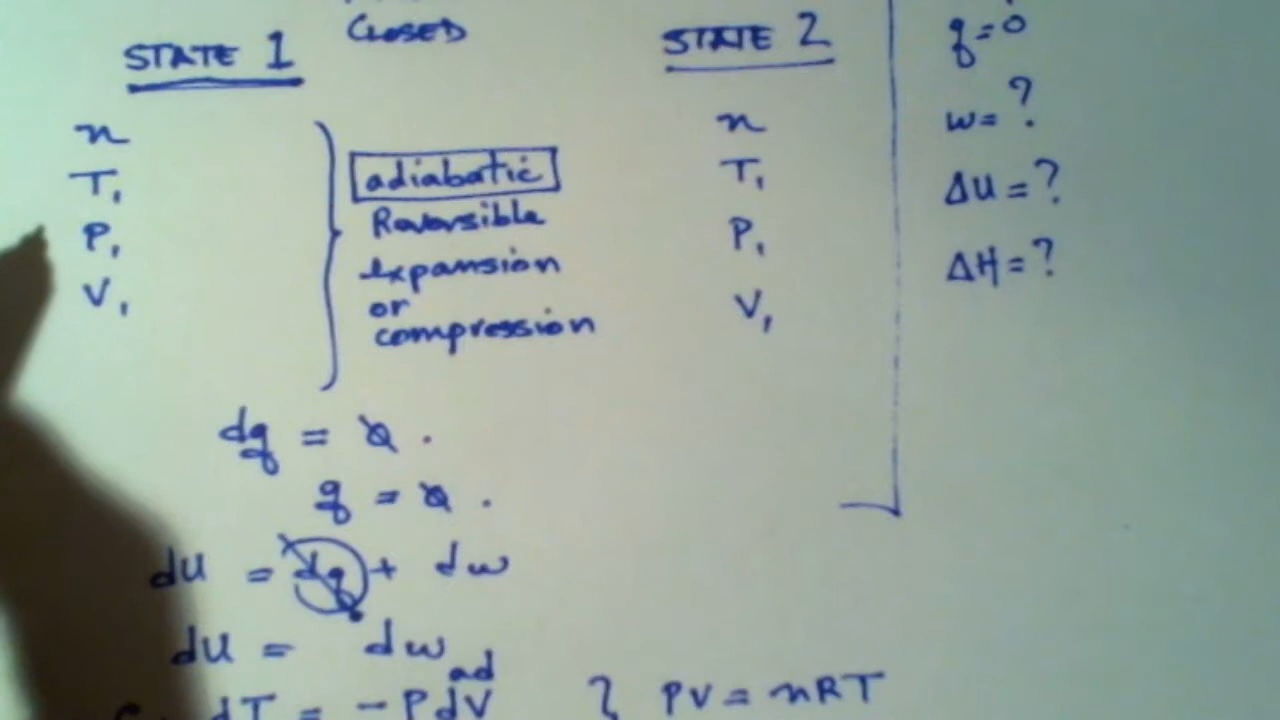 CLOSED
STATE 1
STATE 2
q=0
n
T₁
P₁
V₁
adiabatic
Reversible
expansion
or
compression
n
T₁
P₁
V₁
w=?
ΔU=?
ΔH=?
dq = 0.
q = 0.
dU = dq + dw
dU = dw ad
dT = -PdV } PV = nRT